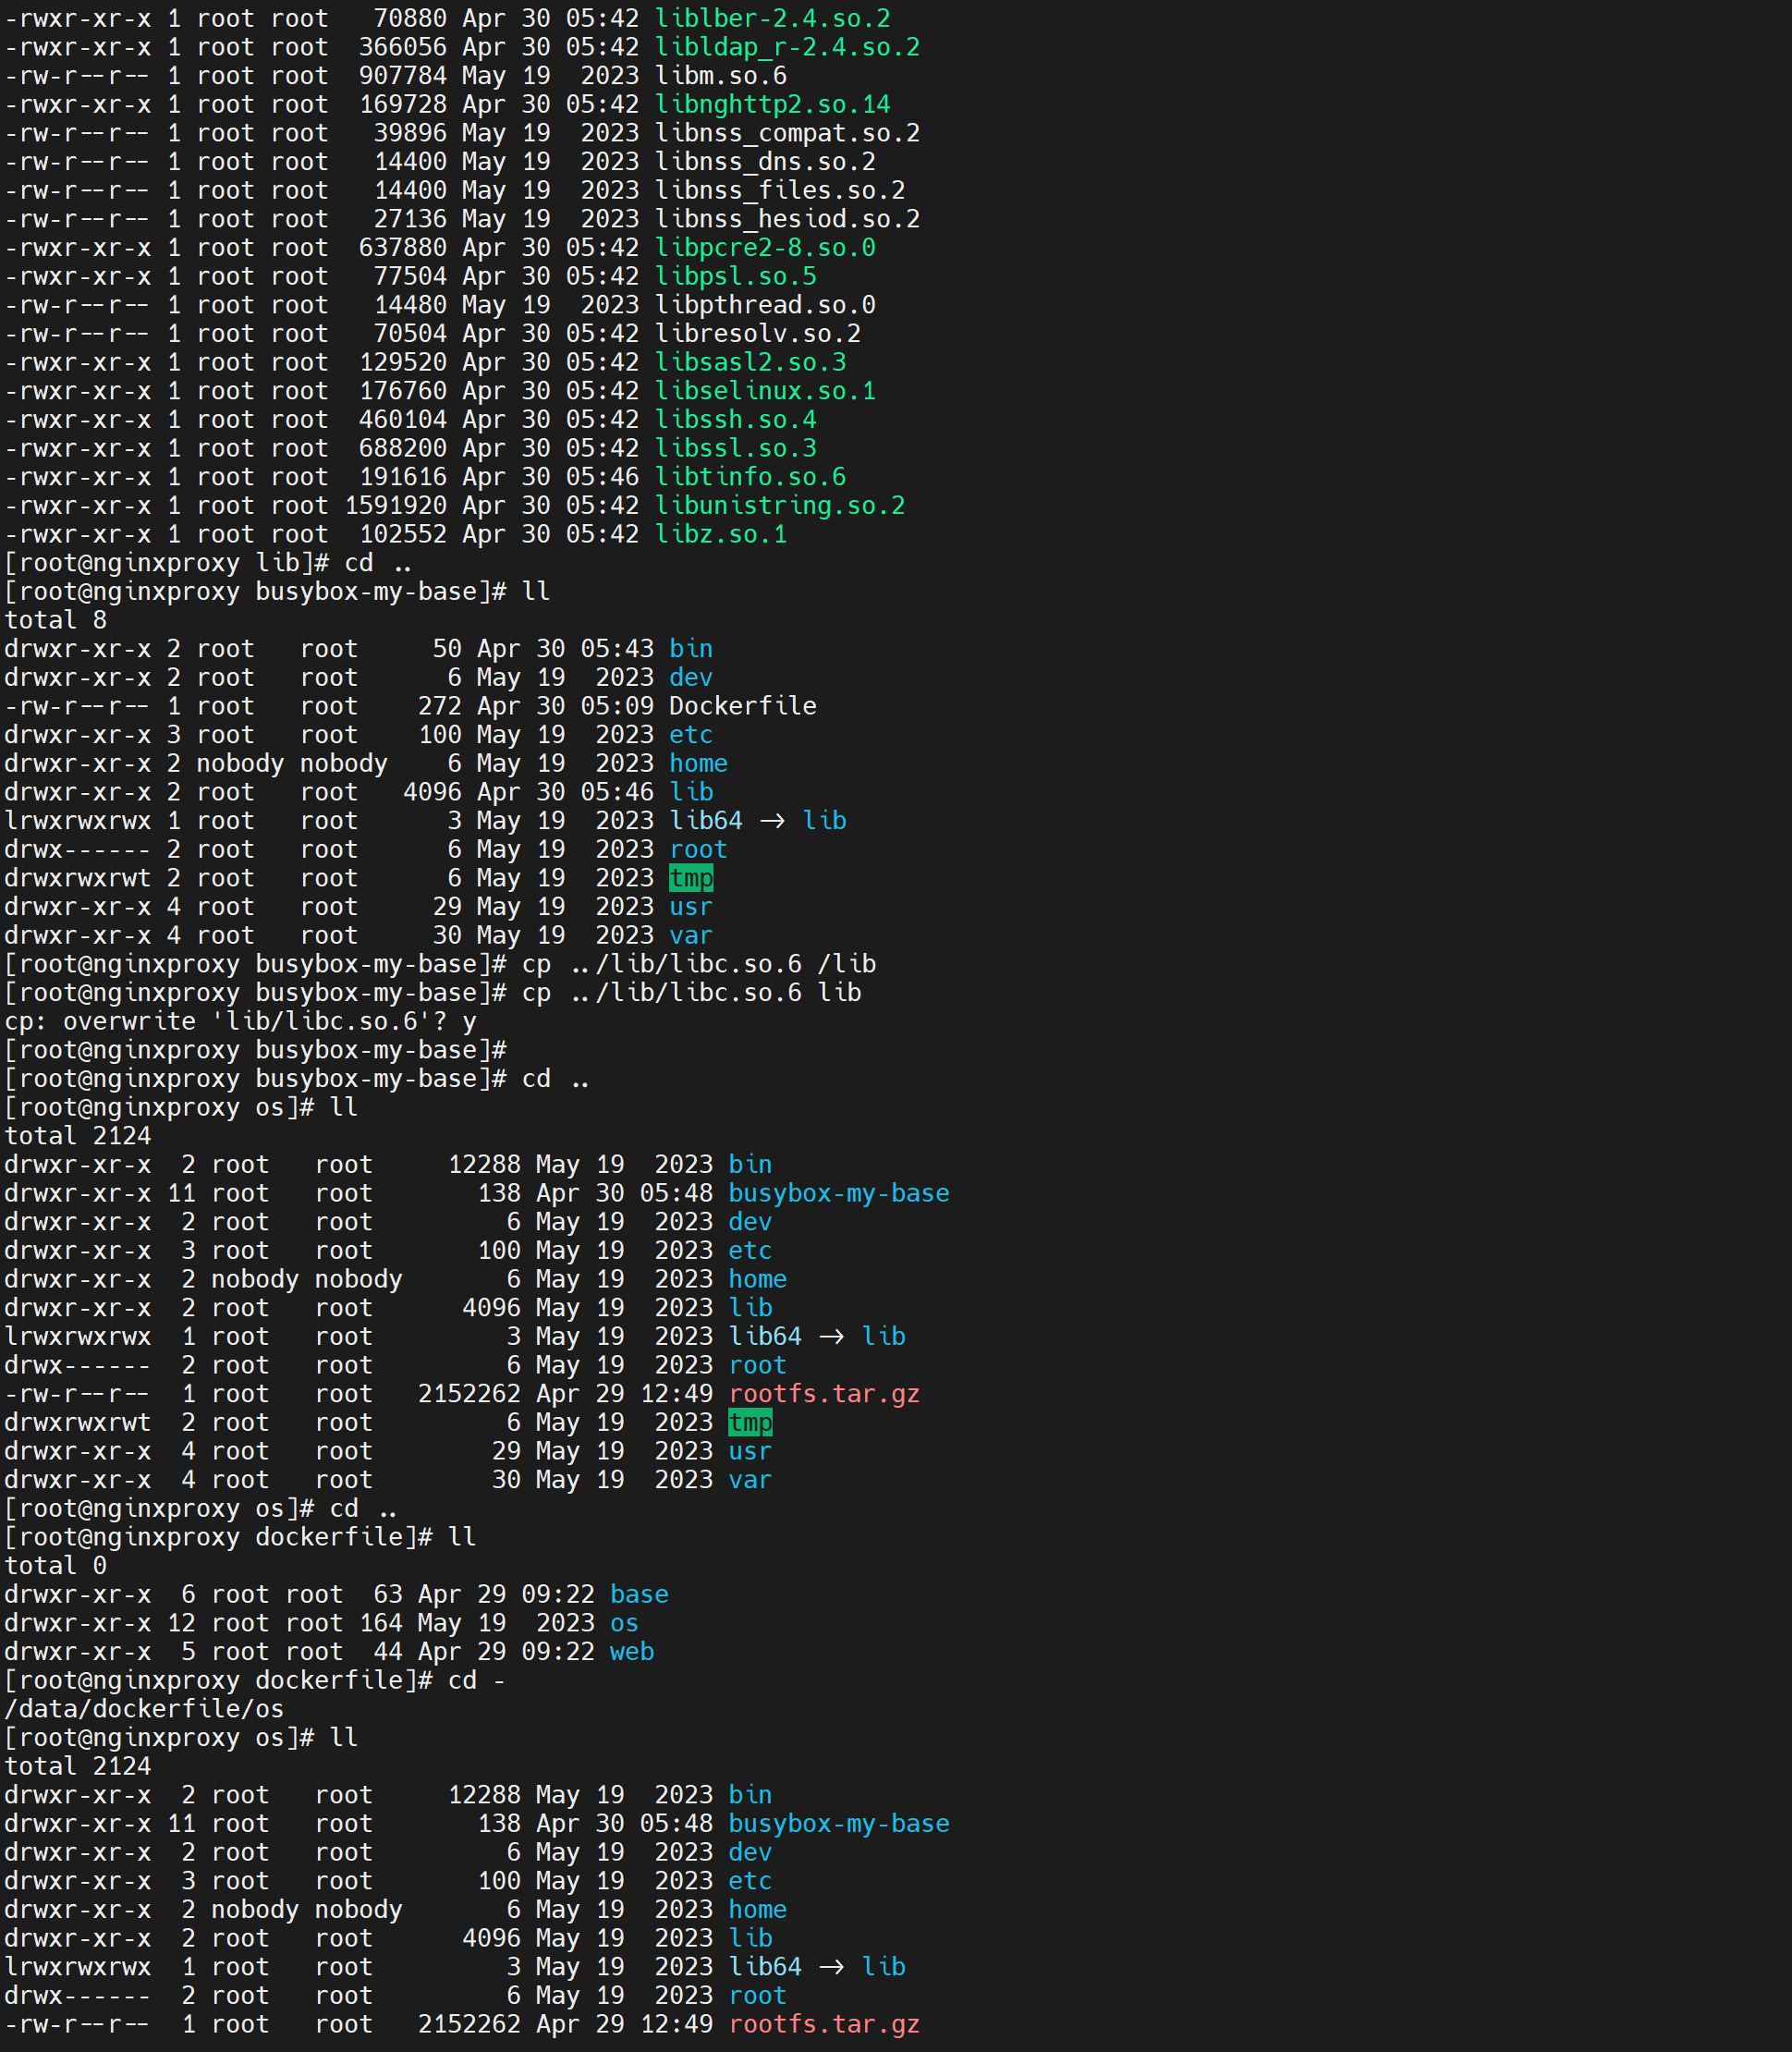 -rwxr-xr-x 1 root root   70880 Apr 30 05:42 liblber-2.4.so.2
-rwxr-xr-x 1 root root  366056 Apr 30 05:42 libldap_r-2.4.so.2
-rw-r--r-- 1 root root  907784 May 19  2023 libm.so.6
-rwxr-xr-x 1 root root  169728 Apr 30 05:42 libnghttp2.so.14
-rw-r--r-- 1 root root   39896 May 19  2023 libnss_compat.so.2
-rw-r--r-- 1 root root   14400 May 19  2023 libnss_dns.so.2
-rw-r--r-- 1 root root   14400 May 19  2023 libnss_files.so.2
-rw-r--r-- 1 root root   27136 May 19  2023 libnss_hesiod.so.2
-rwxr-xr-x 1 root root  637880 Apr 30 05:42 libpcre2-8.so.0
-rwxr-xr-x 1 root root   77504 Apr 30 05:42 libpsl.so.5
-rw-r--r-- 1 root root   14480 May 19  2023 libpthread.so.0
-rw-r--r-- 1 root root   70504 Apr 30 05:42 libresolv.so.2
-rwxr-xr-x 1 root root  129520 Apr 30 05:42 libsasl2.so.3
-rwxr-xr-x 1 root root  176760 Apr 30 05:42 libselinux.so.1
-rwxr-xr-x 1 root root  460104 Apr 30 05:42 libssh.so.4
-rwxr-xr-x 1 root root  688200 Apr 30 05:42 libssl.so.3
-rwxr-xr-x 1 root root  191616 Apr 30 05:46 libtinfo.so.6
-rwxr-xr-x 1 root root 1591920 Apr 30 05:42 libunistring.so.2
-rwxr-xr-x 1 root root  102552 Apr 30 05:42 libz.so.1
[root@nginxproxy lib]# cd ..
[root@nginxproxy busybox-my-base]# ll
total 8
drwxr-xr-x 2 root   root     50 Apr 30 05:43 bin
drwxr-xr-x 2 root   root      6 May 19  2023 dev
-rw-r--r-- 1 root   root    272 Apr 30 05:09 Dockerfile
drwxr-xr-x 3 root   root    100 May 19  2023 etc
drwxr-xr-x 2 nobody nobody    6 May 19  2023 home
drwxr-xr-x 2 root   root   4096 Apr 30 05:46 lib
lrwxrwxrwx 1 root   root      3 May 19  2023 lib64 -> lib
drwx------ 2 root   root      6 May 19  2023 root
drwxrwxrwt 2 root   root      6 May 19  2023 tmp
drwxr-xr-x 4 root   root     29 May 19  2023 usr
drwxr-xr-x 4 root   root     30 May 19  2023 var
[root@nginxproxy busybox-my-base]# cp ../lib/libc.so.6 /lib
[root@nginxproxy busybox-my-base]# cp ../lib/libc.so.6 lib
cp: overwrite 'lib/libc.so.6'? y
[root@nginxproxy busybox-my-base]#
[root@nginxproxy busybox-my-base]# cd ..
[root@nginxproxy os]# ll
total 2124
drwxr-xr-x  2 root   root     12288 May 19  2023 bin
drwxr-xr-x 11 root   root       138 Apr 30 05:48 busybox-my-base
drwxr-xr-x  2 root   root         6 May 19  2023 dev
drwxr-xr-x  3 root   root       100 May 19  2023 etc
drwxr-xr-x  2 nobody nobody       6 May 19  2023 home
drwxr-xr-x  2 root   root      4096 May 19  2023 lib
lrwxrwxrwx  1 root   root         3 May 19  2023 lib64 -> lib
drwx------  2 root   root         6 May 19  2023 root
-rw-r--r--  1 root   root   2152262 Apr 29 12:49 rootfs.tar.gz
drwxrwxrwt  2 root   root         6 May 19  2023 tmp
drwxr-xr-x  4 root   root        29 May 19  2023 usr
drwxr-xr-x  4 root   root        30 May 19  2023 var
[root@nginxproxy os]# cd ..
[root@nginxproxy dockerfile]# ll
total 0
drwxr-xr-x  6 root root  63 Apr 29 09:22 base
drwxr-xr-x 12 root root 164 May 19  2023 os
drwxr-xr-x  5 root root  44 Apr 29 09:22 web
[root@nginxproxy dockerfile]# cd -
/data/dockerfile/os
[root@nginxproxy os]# ll
total 2124
drwxr-xr-x  2 root   root     12288 May 19  2023 bin
drwxr-xr-x 11 root   root       138 Apr 30 05:48 busybox-my-base
drwxr-xr-x  2 root   root         6 May 19  2023 dev
drwxr-xr-x  3 root   root       100 May 19  2023 etc
drwxr-xr-x  2 nobody nobody       6 May 19  2023 home
drwxr-xr-x  2 root   root      4096 May 19  2023 lib
lrwxrwxrwx  1 root   root         3 May 19  2023 lib64 -> lib
drwx------  2 root   root         6 May 19  2023 root
-rw-r--r--  1 root   root   2152262 Apr 29 12:49 rootfs.tar.gz